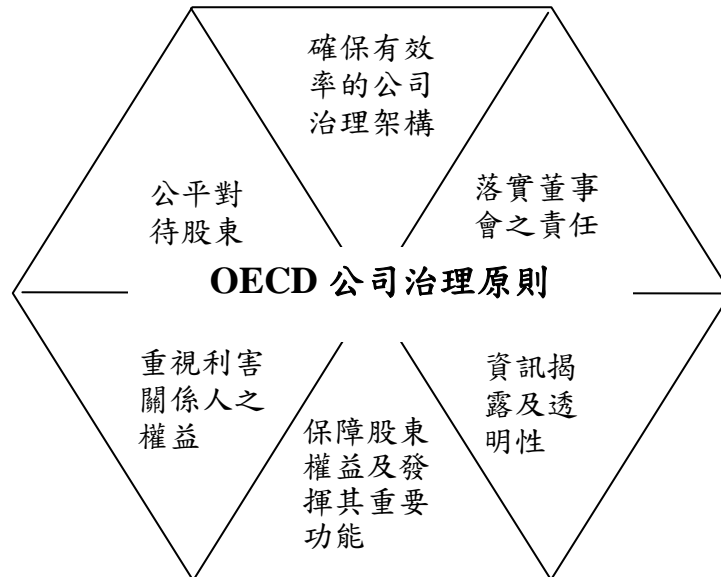 確保有效
率的公司
治理架構
公平對
待股東
落實董事
會之責任
OECD 公司治理原則
重視利害
關係人之
權益
保障股東
權益及發
揮其重要
功能
資訊揭
露及透
明性